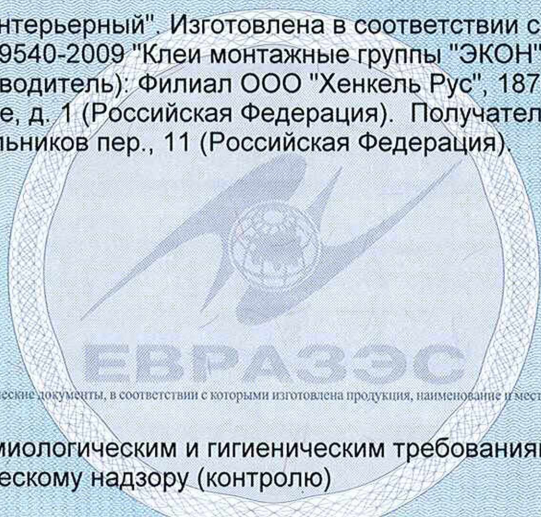 нтерьерный". Изготовлена в соответствии с
9540-2009 "Клеи монтажные группы "ЭКОН"
водитель): Филиал ООО "Хенкель Рус", 187
е, д. 1 (Российская Федерация). Получател
льников пер., 11 (Российская Федерация).
ЕВРАЗЭС
ческие документы, в соответствии с которыми изготовлена продукция, наименование и мест
миологическим и гигиеническим требования
ескому надзору (контролю)